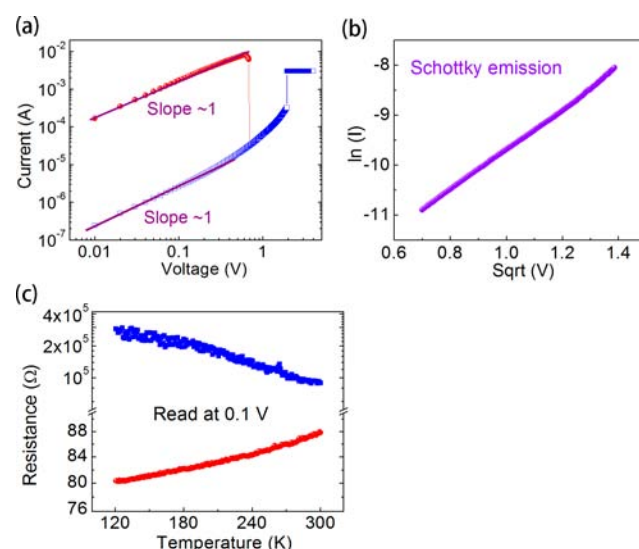 (a)
10⁻²
10⁻³
10⁻⁴
10⁻⁵
10⁻⁶
10⁻⁷
Current (A)
Slope ~1
Slope ~1
0.01 0.1 1
Voltage (V)
(b)
-8
-9
-10
-11
ln (I)
Schottky emission
0.6 0.8 1.0 1.2 1.4
Sqrt (V)
(c)
4x10⁵
2x10⁵
10⁵
88
84
80
76
Resistance (Ω)
Read at 0.1 V
120 160 200 240 300
Temperature (K)